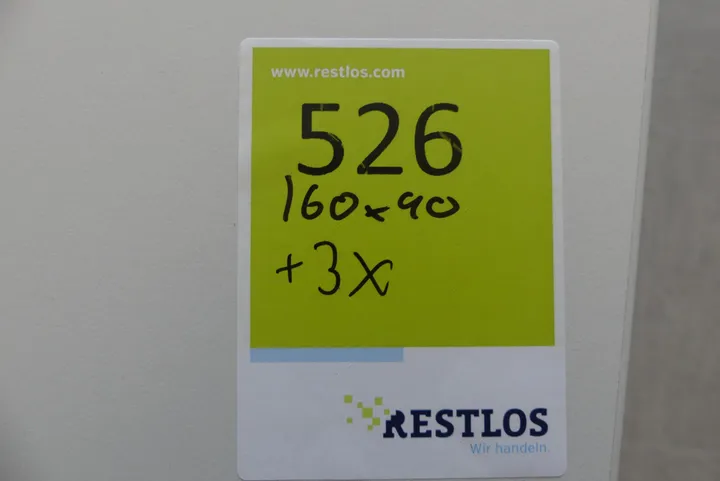 www.restlos.com
526
160x90
+3x
RESTLOS
Wir handeln.